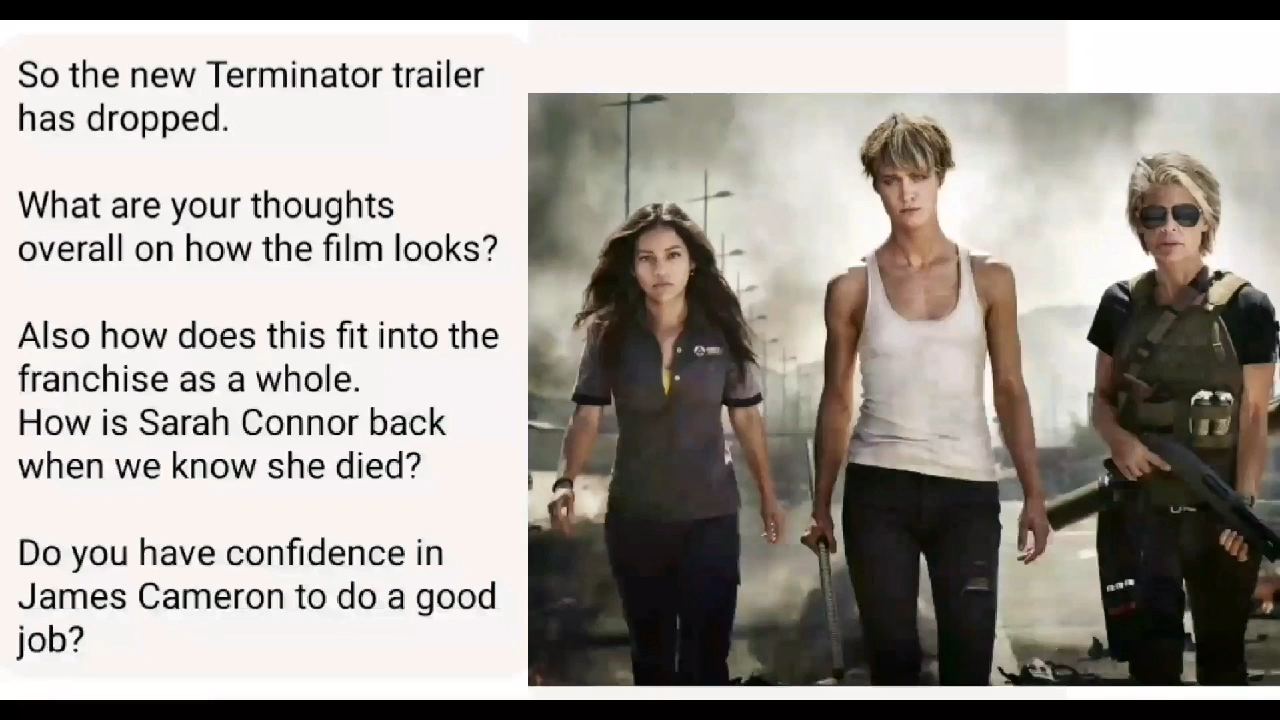 So the new Terminator trailer
has dropped.
What are your thoughts
overall on how the film looks?
Also how does this fit into the
franchise as a whole.
How is Sarah Connor back
when we know she died?
Do you have confidence in
James Cameron to do a good
job?